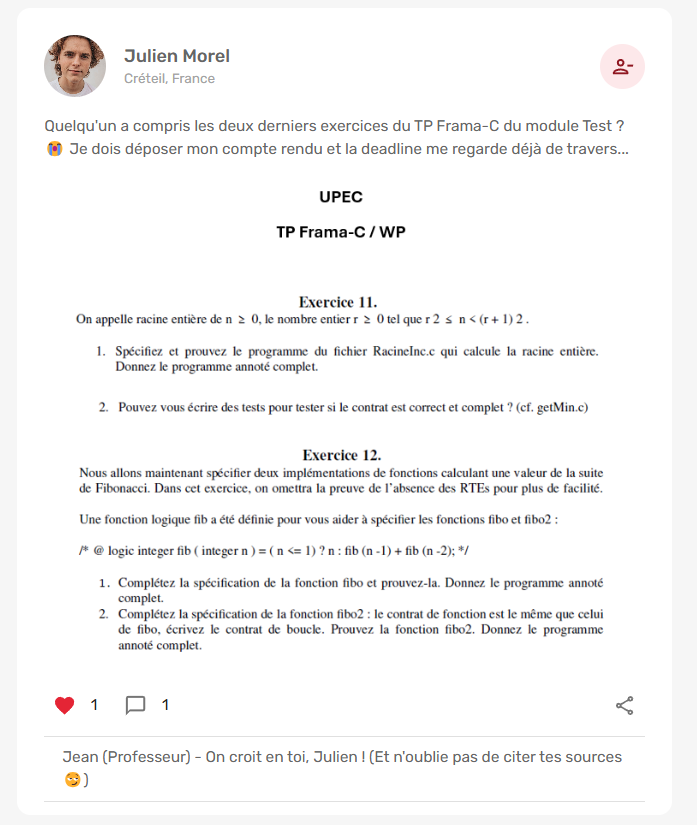 Julien Morel
Créteil, France
Quelqu'un a compris les deux derniers exercices du TP Frama-C du module Test ?
😭 Je dois déposer mon compte rendu et la deadline me regarde déjà de travers...
UPEC
TP Frama-C / WP
Exercice 11.
On appelle racine entière de n ≥ 0, le nombre entier r ≥ 0 tel que r 2 ≤ n < (r + 1) 2 .
1. Spécifiez et prouvez le programme du fichier RacineInc.c qui calcule la racine entière.
Donnez le programme annoté complet.
2. Pouvez vous écrire des tests pour tester si le contrat est correct et complet ? (cf. getMin.c)
Exercice 12.
Nous allons maintenant spécifier deux implémentations de fonctions calculant une valeur de la suite
de Fibonacci. Dans cet exercice, on omettra la preuve de l'absence des RTEs pour plus de facilité.
Une fonction logique fib a été définie pour vous aider à spécifier les fonctions fibo et fibo2 :
/* @ logic integer fib ( integer n ) = ( n <= 1) ? n : fib (n -1) + fib (n -2); */
1. Complétez la spécification de la fonction fibo et prouvez-la. Donnez le programme annoté
complet.
2. Complétez la spécification de la fonction fibo2 : le contrat de fonction est le même que celui
de fibo, écrivez le contrat de boucle. Prouvez la fonction fibo2. Donnez le programme
annoté complet.
1 1
Jean (Professeur) - On croit en toi, Julien ! (Et n'oublie pas de citer tes sources
😏)